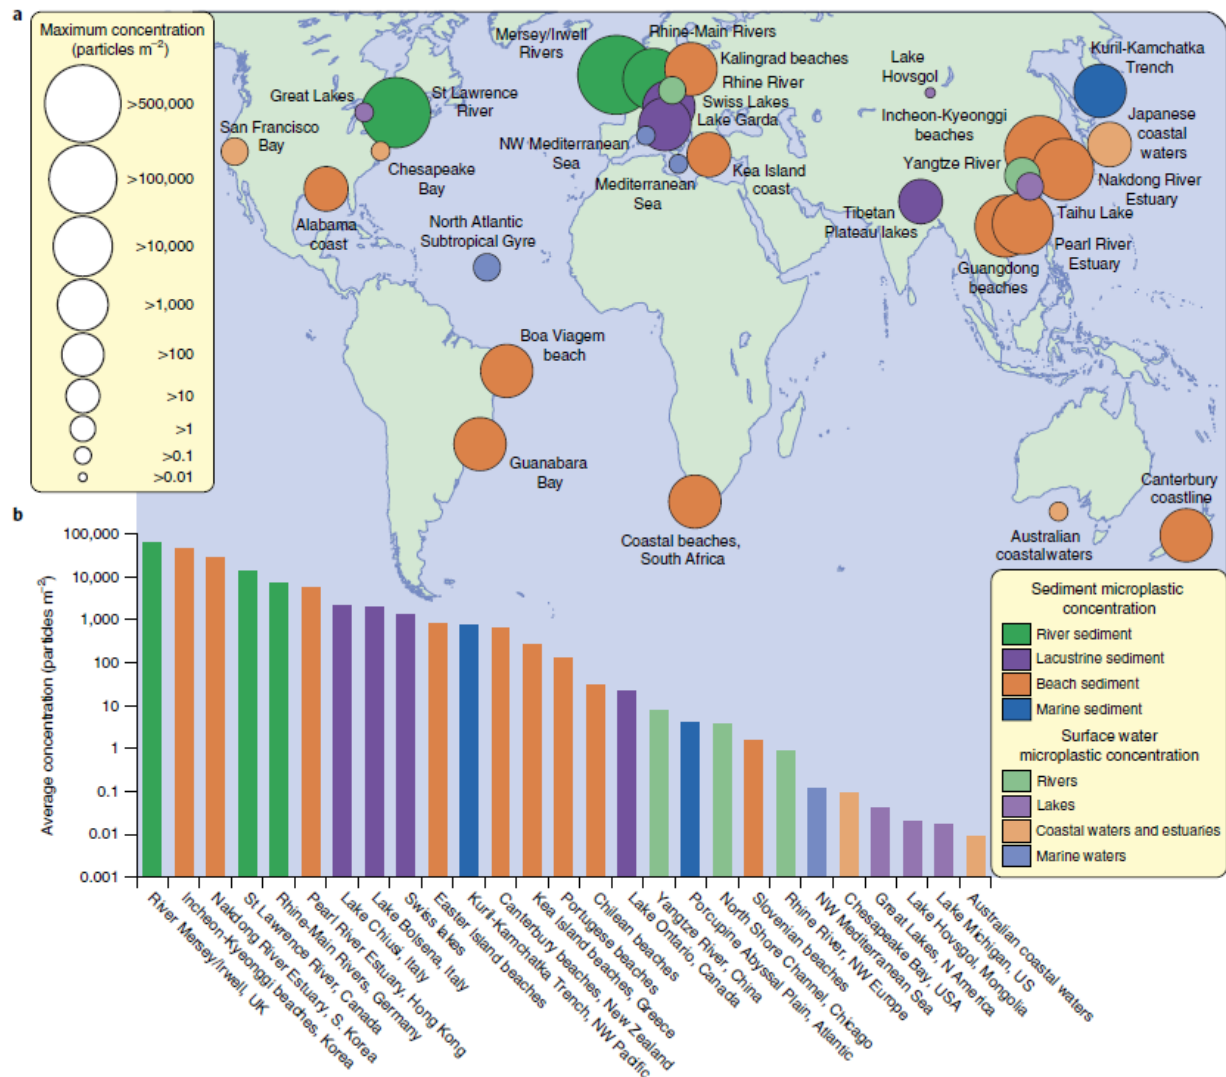 a
Maximum concentration
(particles m⁻²)
>500,000
>100,000
>10,000
>1,000
>100
>10
>1
>0.1
>0.01
Mersey/Irwell
Rivers
Rhine-Main Rivers
Kalingrad beaches
Rhine River
Swiss Lakes
Lake Garda
Great Lakes
St Lawrence
River
San Francisco
Bay
Chesapeake
Bay
Alabama
coast
North Atlantic
Subtropical Gyre
NW Mediterranean
Sea
Mediterranean
Sea
Kea Island
coast
Lake
Hovsgol
Kuril-Kamchatka
Trench
Incheon-Kyeonggi
beaches
Japanese
coastal
waters
Yangtze River
Nakdong River
Estuary
Tibetan
Plateau lakes
Taihu Lake
Pearl River
Estuary
Guangdong
beaches
Boa Viagem
beach
Guanabara
Bay
Coastal beaches,
South Africa
Australian
coastal waters
Canterbury
coastline
b
Average concentration (particles m⁻²)
100,000
10,000
1,000
100
10
1
0.1
0.01
0.001
River Mersey/Irwell, UK
Incheon-Kyeonggi beaches, Korea
Nakdong River Estuary, S. Korea
St Lawrence River, Canada
Rhine-Main Rivers, Germany
Pearl River Estuary, Hong Kong
Lake Chiusi, Italy
Lake Bolsena, Italy
Swiss lakes
Easter Island beaches
Kuril-Kamchatka Trench, NW Pacific
Canterbury beaches, New Zealand
Kea Island beaches, Greece
Portugese beaches
Chilean beaches
Lake Ontario, Canada
Yangtze River, China
Porcupine Abyssal Plain, Atlantic
North Shore Channel, Chicago
Slovenian beaches
Rhine River, NW Europe
NW Mediterranean Sea
Chesapeake Bay, USA
Great Lakes, N America
Lake Hovsgol, Mongolia
Lake Michigan, US
Australian coastal waters
Sediment microplastic
concentration
River sediment
Lacustrine sediment
Beach sediment
Marine sediment
Surface water
microplastic concentration
Rivers
Lakes
Coastal waters and estuaries
Marine waters